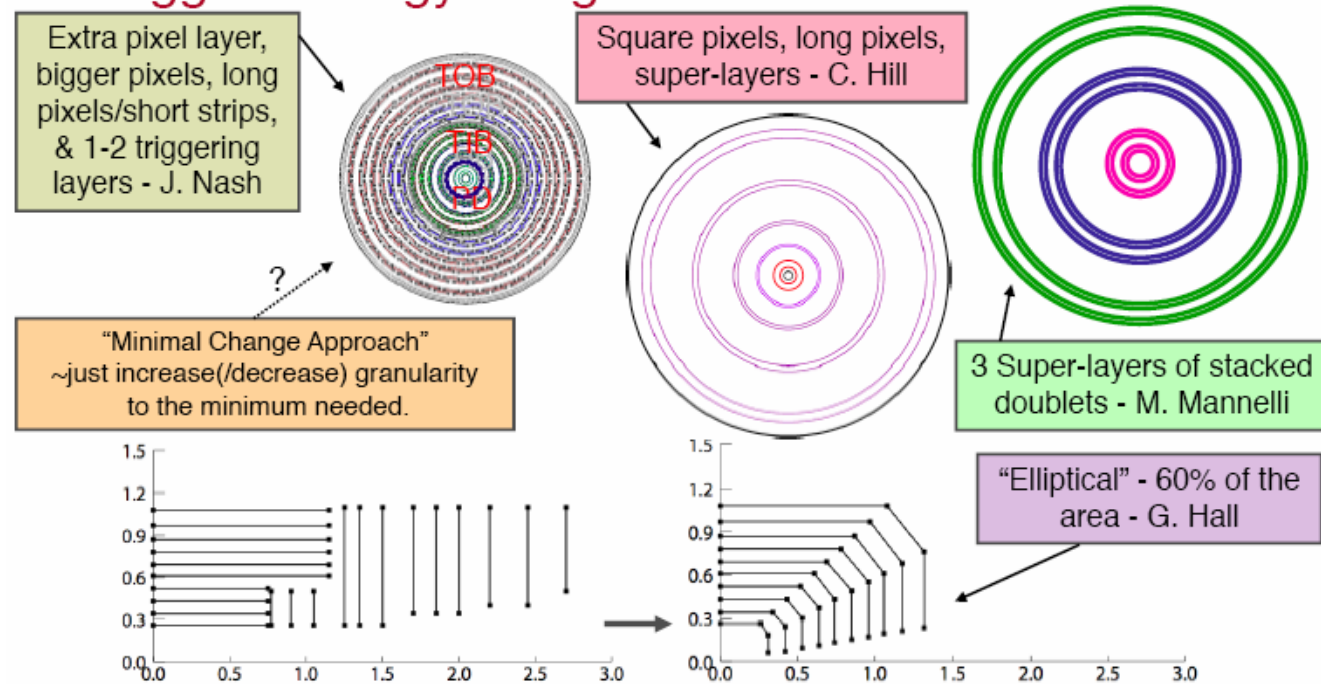 Extra pixel layer,
bigger pixels, long
pixels/short strips,
& 1-2 triggering
layers - J. Nash
TOB
TIB
PD
Square pixels, long pixels,
super-layers - C. Hill
?
“Minimal Change Approach”
~just increase(/decrease) granularity
to the minimum needed.
3 Super-layers of stacked
doublets - M. Mannelli
“Elliptical” - 60% of the
area - G. Hall
1.5
1.2
0.9
0.6
0.3
0.0
0.0 0.5 1.0 1.5 2.0 2.5 3.0
1.5
1.2
0.9
0.6
0.3
0.0
0.0 0.5 1.0 1.5 2.0 2.5 3.0